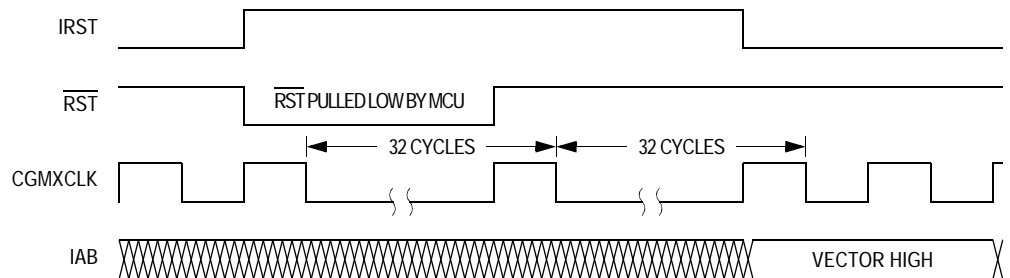 IRST
RST
RST PULLED LOW BY MCU
32 CYCLES
32 CYCLES
CGMXCLK
IAB
VECTOR HIGH